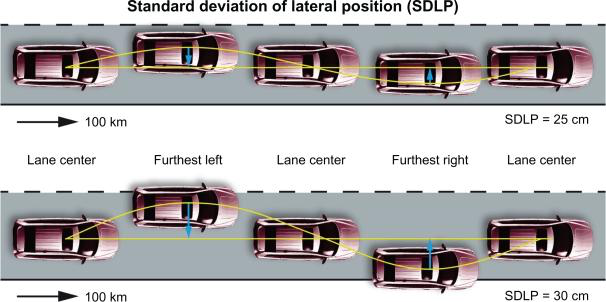 Standard deviation of lateral position (SDLP)
100 km
SDLP = 25 cm
Lane center
Furthest left
Lane center
Furthest right
Lane center
100 km
SDLP = 30 cm